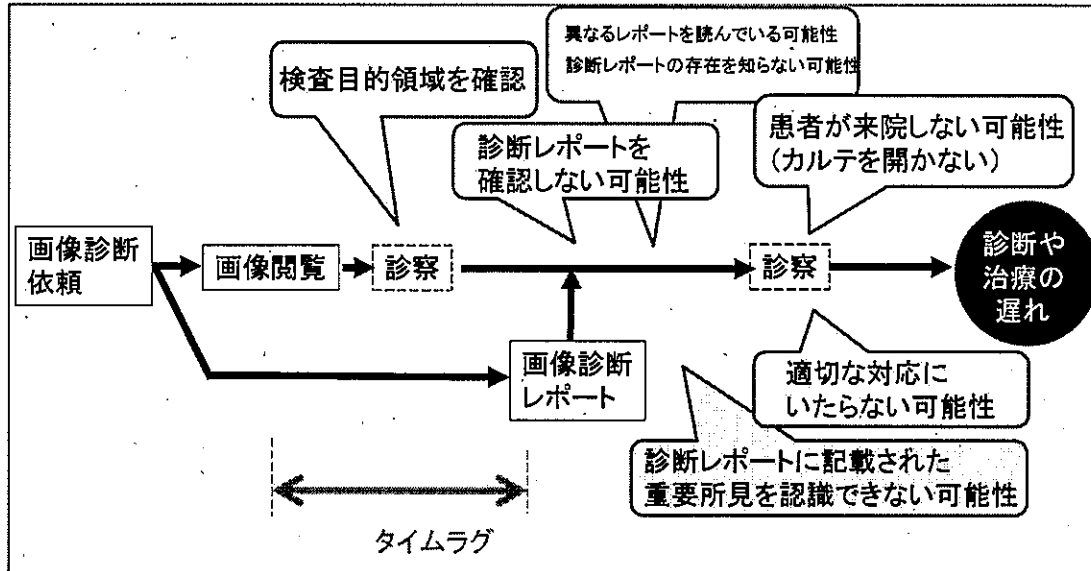 異なるレポートを読んでいる可能性
診断レポートの存在を知らない可能性
検査目的領域を確認
患者が来院しない可能性
(カルテを開かない)
診断レポートを
確認しない可能性
画像診断
依頼
画像閲覧
診察
診察
診断や
治療の
遅れ
画像診断
レポート
適切な対応に
いたらない可能性
診断レポートに記載された
重要所見を認識できない可能性
タイムラグ